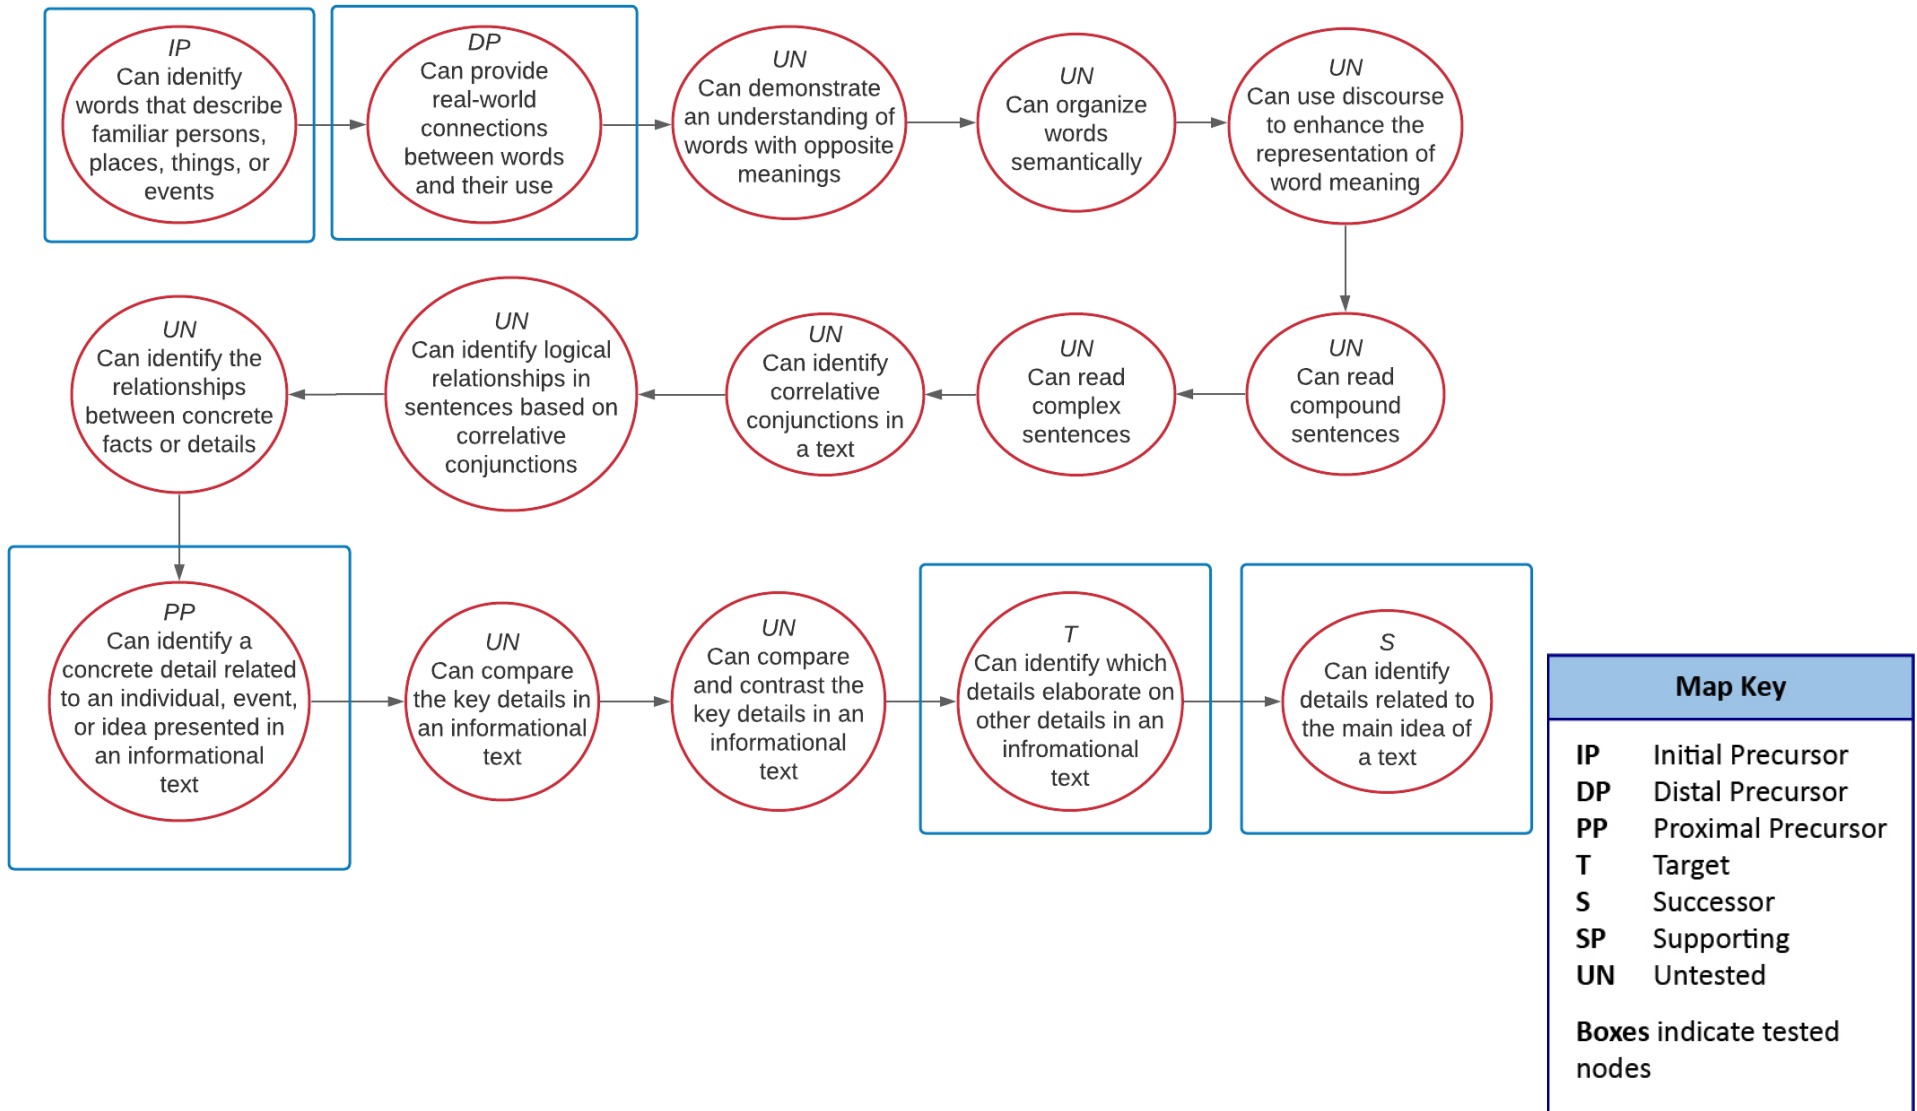 IP
Can idenitfy
words that describe
familiar persons,
places, things, or
events
DP
Can provide
real-world
connections
between words
and their use
UN
Can demonstrate
an understanding of
words with opposite
meanings
UN
Can organize
words
semantically
UN
Can use discourse
to enhance the
representation of
word meaning
UN
Can identify the
relationships
between concrete
facts or details
UN
Can identify logical
relationships in
sentences based on
correlative
conjunctions
UN
Can identify
correlative
conjunctions in
a text
UN
Can read
complex
sentences
UN
Can read
compound
sentences
PP
Can identify a
concrete detail related
to an individual, event,
or idea presented in
an informational
text
UN
Can compare
the key details in
an informational
text
UN
Can compare
and contrast the
key details in an
informational
text
T
Can identify which
details elaborate on
other details in an
infromational
text
S
Can identify
details related to
the main idea of
a text
Map Key
IP Initial Precursor
DP Distal Precursor
PP Proximal Precursor
T Target
S Successor
SP Supporting
UN Untested
Boxes indicate tested
nodes